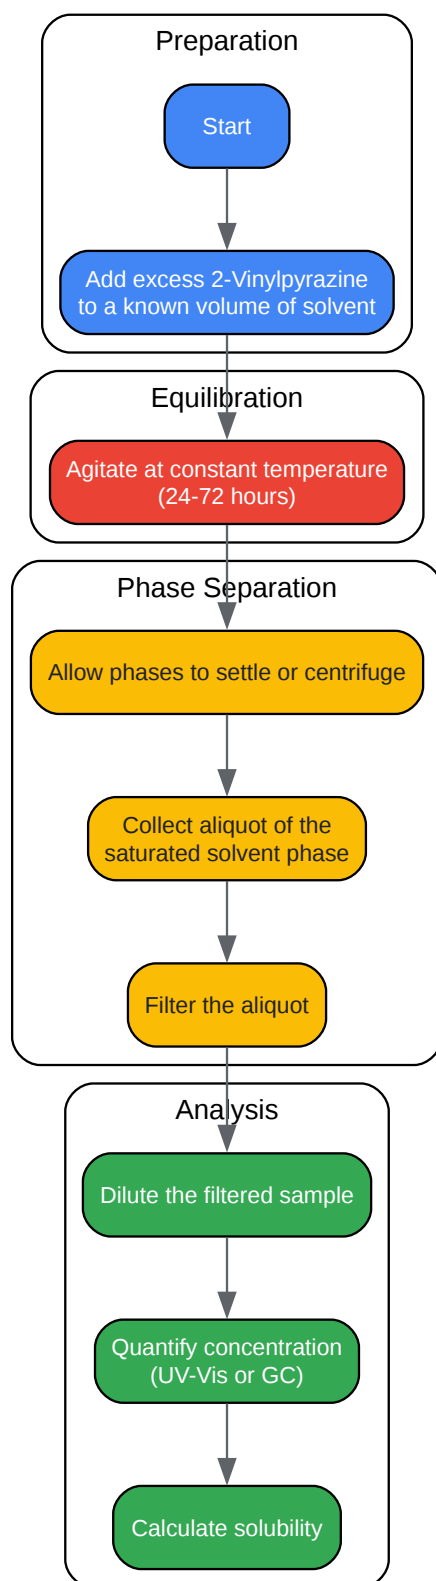 Preparation
Start
Add excess 2-Vinylpyrazine
to a known volume of solvent
Equilibration
Agitate at constant temperature
(24-72 hours)
Phase Separation
Allow phases to settle or centrifuge
Collect aliquot of the
saturated solvent phase
Filter the aliquot
Analysis
Dilute the filtered sample
Quantify concentration
(UV-Vis or GC)
Calculate solubility